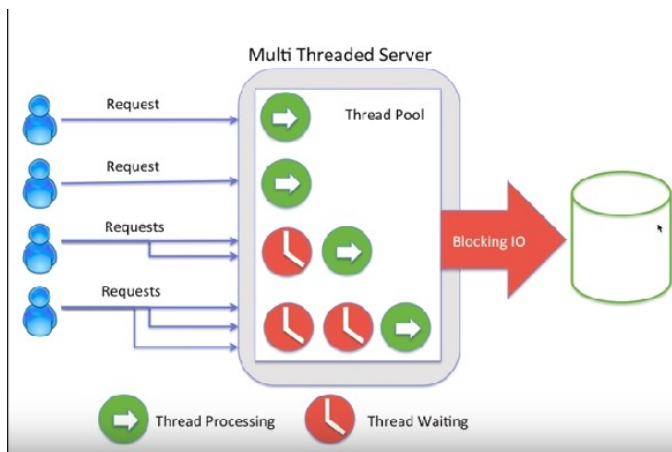 Multi Threaded Server
Request
Thread Pool
Request
Requests
Blocking IO
Requests
Thread Processing
Thread Waiting